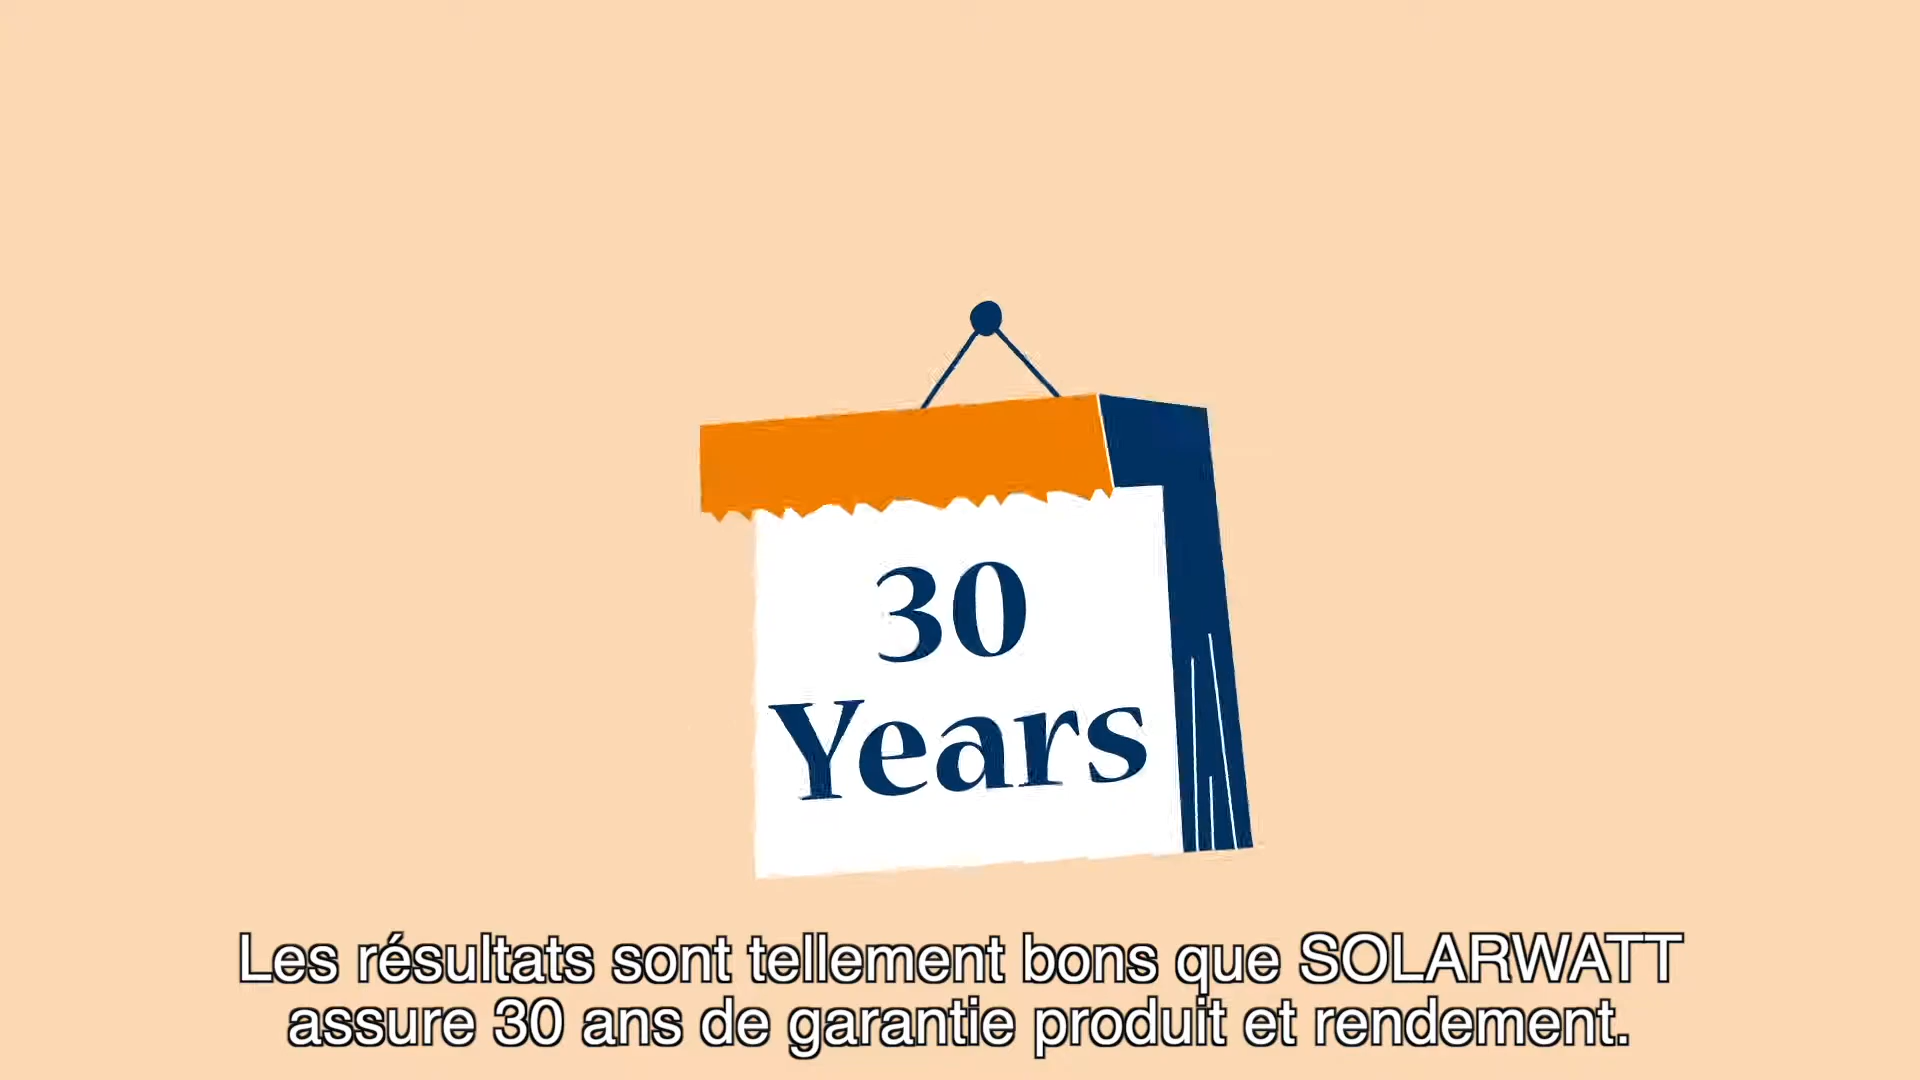 30
Years
Les résultats sont tellement bons que SOLARWATT
assure 30 ans de garantie produit et rendement.